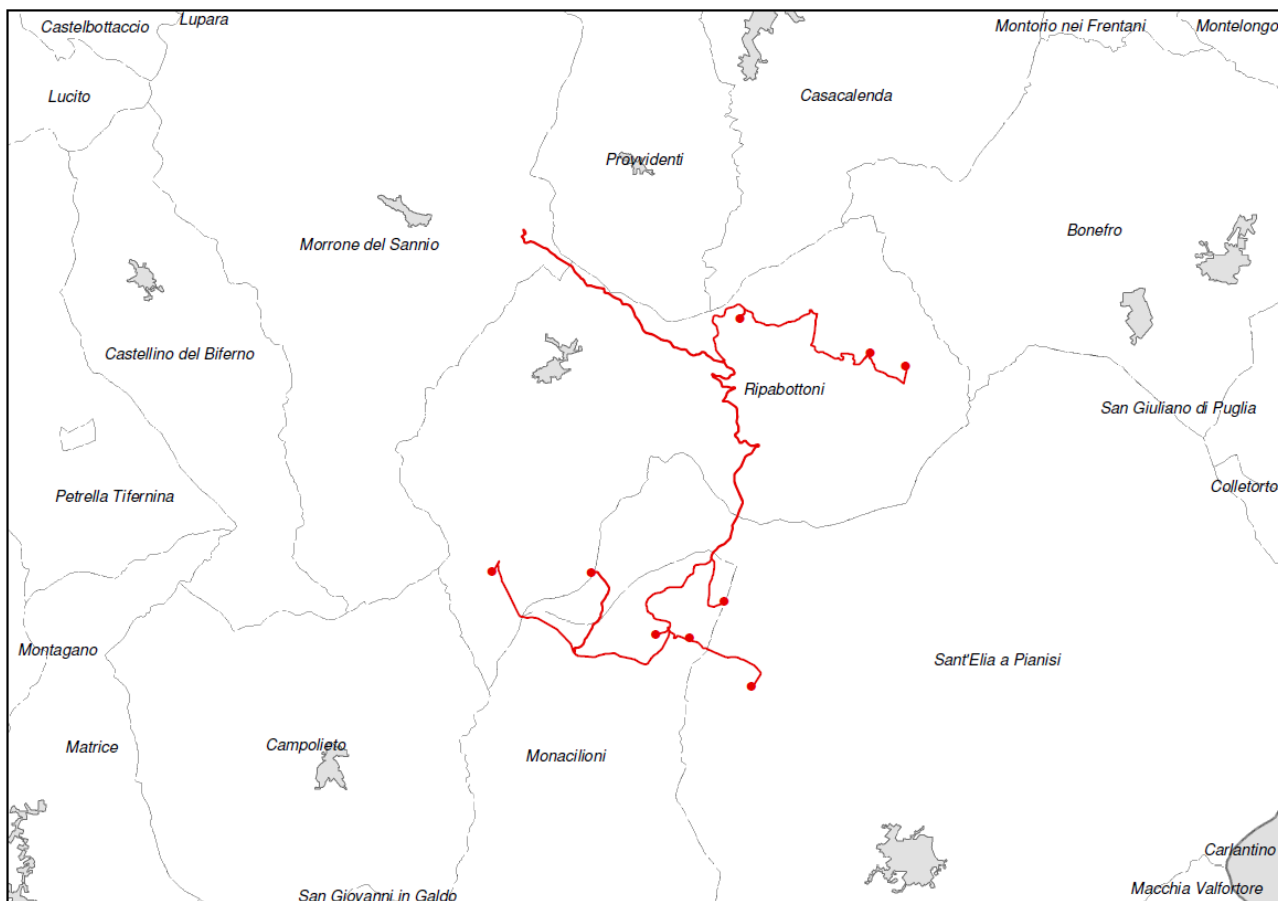 Castelbottaccio
Lupara
Montorio nei Frentani
Montelongo
Lucito
Casacalenda
Provvidenti
Morrone del Sannio
Bonefro
Castellino del Biferno
Ripabottoni
San Giuliano di Puglia
Petrella Tifernina
Colletorto
Montagano
Sant'Elia a Pianisi
Matrice
Campolieto
Monacilioni
Carlantino
San Giovanni in Galdo
Macchia Valfortore